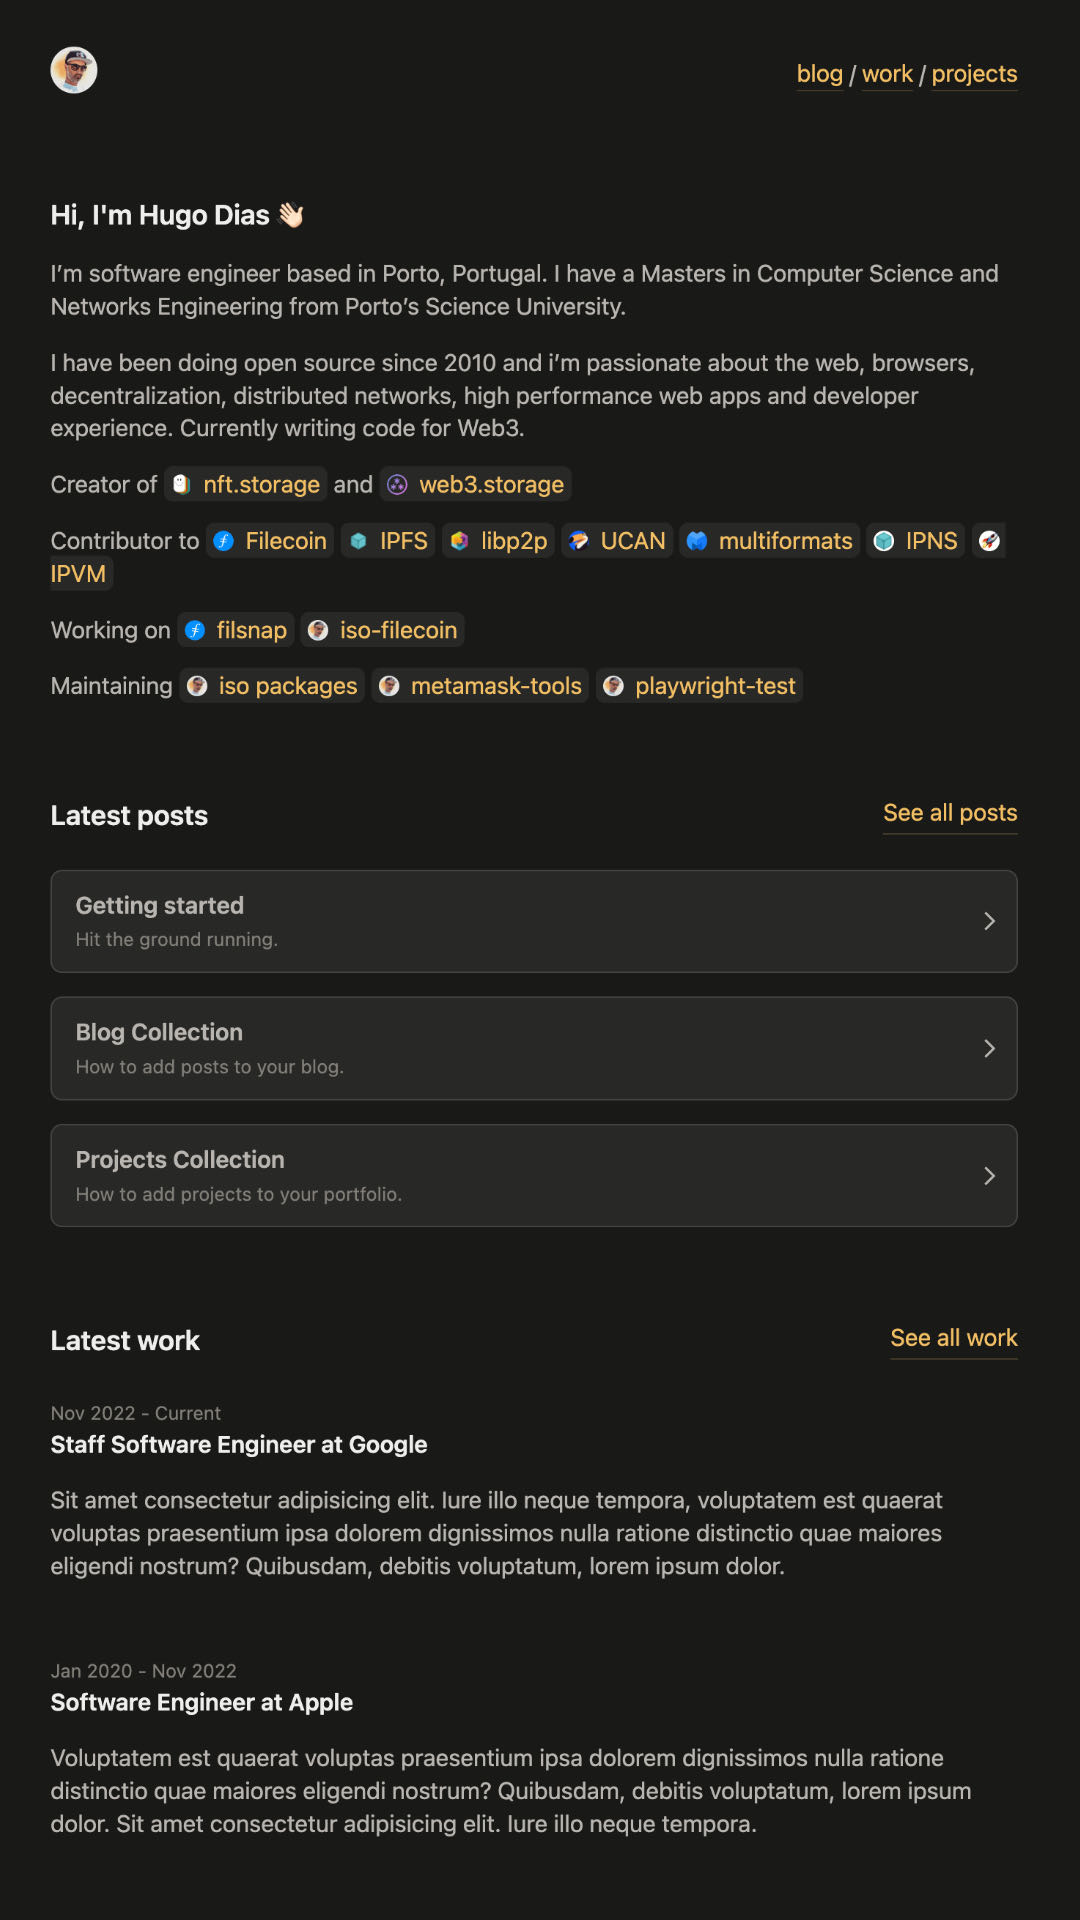 blog / work / projects
Hi, I'm Hugo Dias 👋🏻
I’m software engineer based in Porto, Portugal. I have a Masters in Computer Science and
Networks Engineering from Porto’s Science University.
I have been doing open source since 2010 and i’m passionate about the web, browsers,
decentralization, distributed networks, high performance web apps and developer
experience. Currently writing code for Web3.
Creator of nft.storage and web3.storage
Contributor to Filecoin IPFS libp2p UCAN multiformats IPNS
IPVM
Working on filsnap iso-filecoin
Maintaining iso packages metamask-tools playwright-test
Latest posts
See all posts
Getting started
Hit the ground running.
Blog Collection
How to add posts to your blog.
Projects Collection
How to add projects to your portfolio.
Latest work
See all work
Nov 2022 - Current
Staff Software Engineer at Google
Sit amet consectetur adipisicing elit. Iure illo neque tempora, voluptatem est quaerat
voluptas praesentium ipsa dolorem dignissimos nulla ratione distinctio quae maiores
eligendi nostrum? Quibusdam, debitis voluptatum, lorem ipsum dolor.
Jan 2020 - Nov 2022
Software Engineer at Apple
Voluptatem est quaerat voluptas praesentium ipsa dolorem dignissimos nulla ratione
distinctio quae maiores eligendi nostrum? Quibusdam, debitis voluptatum, lorem ipsum
dolor. Sit amet consectetur adipisicing elit. Iure illo neque tempora.